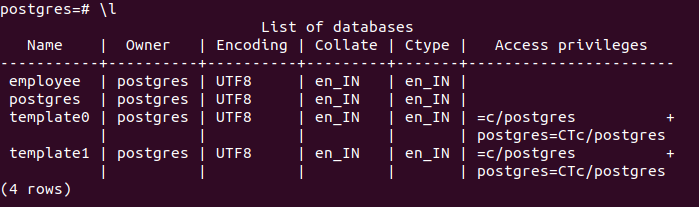 postgres=# \l
                              List of databases
   Name    |  Owner   | Encoding | Collate | Ctype |   Access privileges
-----------+----------+----------+---------+-------+-----------------------
 employee  | postgres | UTF8     | en_IN   | en_IN |
 postgres  | postgres | UTF8     | en_IN   | en_IN |
 template0 | postgres | UTF8     | en_IN   | en_IN | =c/postgres          +
           |          |          |         |       | postgres=CTc/postgres
 template1 | postgres | UTF8     | en_IN   | en_IN | =c/postgres          +
           |          |          |         |       | postgres=CTc/postgres
(4 rows)